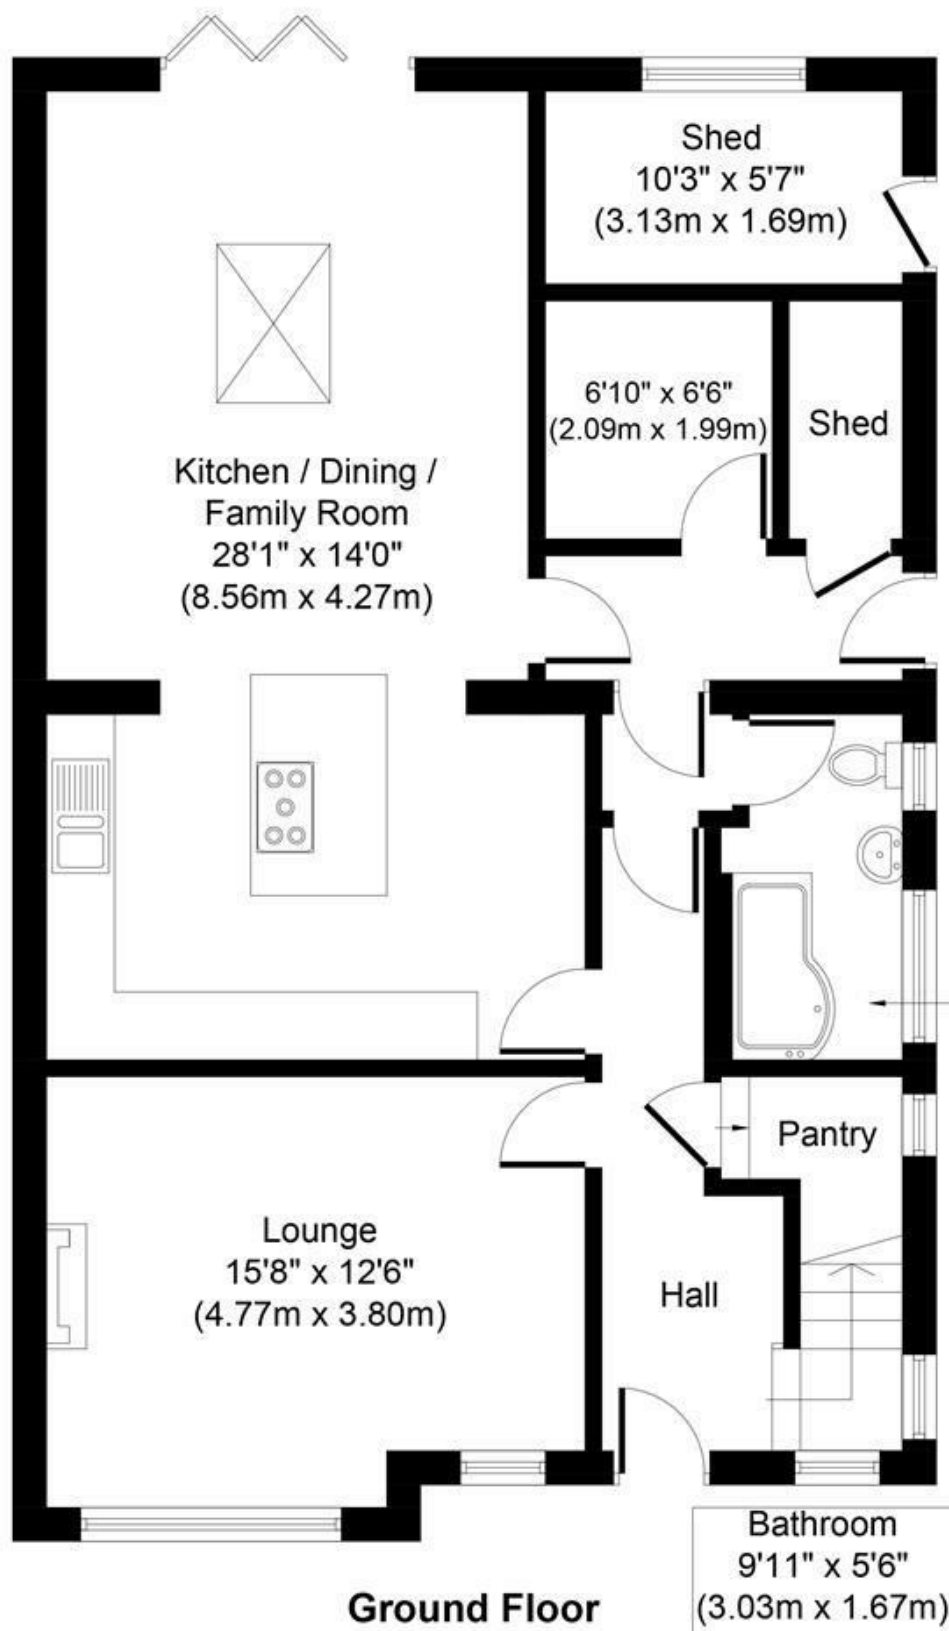 Shed
10'3" x 5'7"
(3.13m x 1.69m)
6'10" x 6'6"
(2.09m x 1.99m)
Shed
Kitchen / Dining /
Family Room
28'1" x 14'0"
(8.56m x 4.27m)
Pantry
Lounge
15'8" x 12'6"
(4.77m x 3.80m)
Hall
Bathroom
9'11" x 5'6"
(3.03m x 1.67m)
Ground Floor